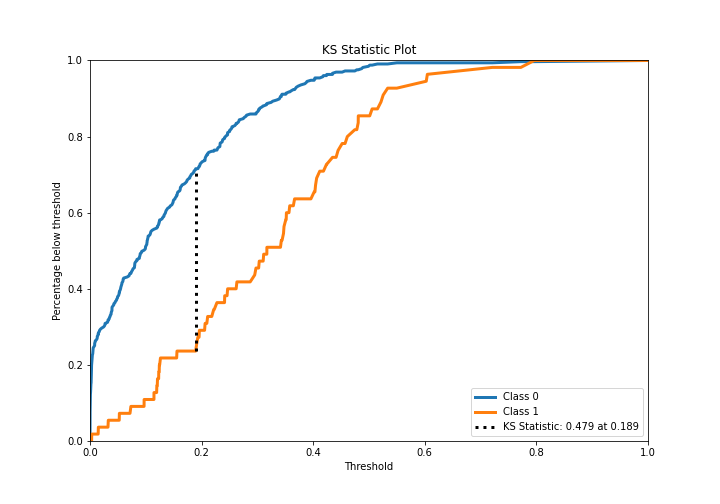 KS Statistic Plot
1.0
0.8
0.6
0.4
0.2
0.0
Percentage below threshold
Class 0
Class 1
KS Statistic: 0.479 at 0.189
0.0 0.2 0.4 0.6 0.8 1.0
Threshold